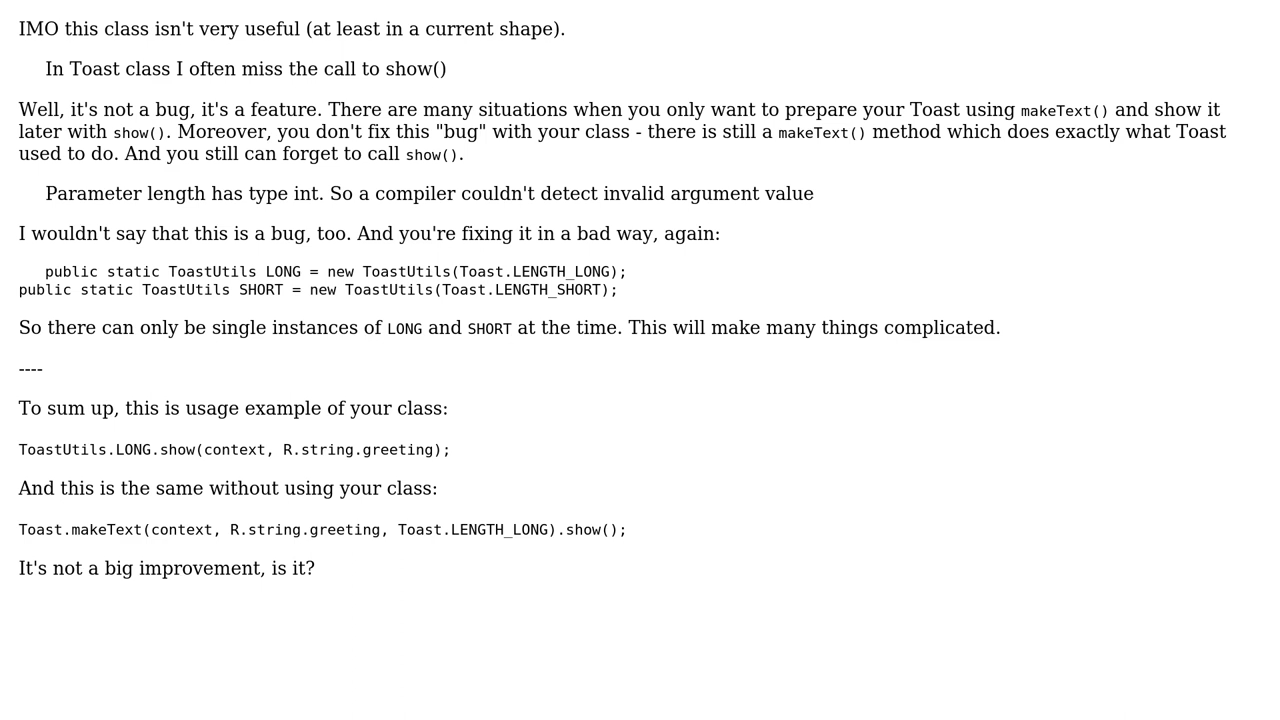 IMO this class isn't very useful (at least in a current shape).
In Toast class I often miss the call to show()
Well, it's not a bug, it's a feature. There are many situations when you only want to prepare your Toast using makeText() and show it
later with show(). Moreover, you don't fix this "bug" with your class - there is still a makeText() method which does exactly what Toast
used to do. And you still can forget to call show().
Parameter length has type int. So a compiler couldn't detect invalid argument value
I wouldn't say that this is a bug, too. And you're fixing it in a bad way, again:
public static ToastUtils LONG = new ToastUtils(Toast.LENGTH_LONG);
public static ToastUtils SHORT = new ToastUtils(Toast.LENGTH_SHORT);
So there can only be single instances of LONG and SHORT at the time. This will make many things complicated.
----
To sum up, this is usage example of your class:
ToastUtils.LONG.show(context, R.string.greeting);
And this is the same without using your class:
Toast.makeText(context, R.string.greeting, Toast.LENGTH_LONG).show();
It's not a big improvement, is it?